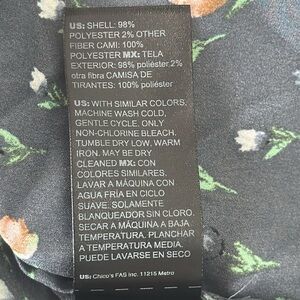 US: SHELL: 98%
POLYESTER 2% OTHER
FIBER CAMI: 100%
POLYESTER MX: TELA
EXTERIOR: 98% poliéster, 2%
otra fibra CAMISA DE
TIRANTES: 100% poliéster
US: WITH SIMILAR COLORS,
MACHINE WASH COLD,
GENTLE CYCLE. ONLY
NON-CHLORINE BLEACH.
TUMBLE DRY LOW. WARM
IRON. MAY BE DRY
CLEANED MX: CON
COLORES SIMILARES,
LAVAR A MÁQUINA CON
AGUA FRÍA EN CICLO
SUAVE. SOLAMENTE
BLANQUEADOR SIN CLORO.
SECAR A MÁQUINA A BAJA
TEMPERATURA. PLANCHAR
A TEMPERATURA MEDIA.
PUEDE LAVARSE EN SECO
US: Chico's FAS Inc. 11215 Metro